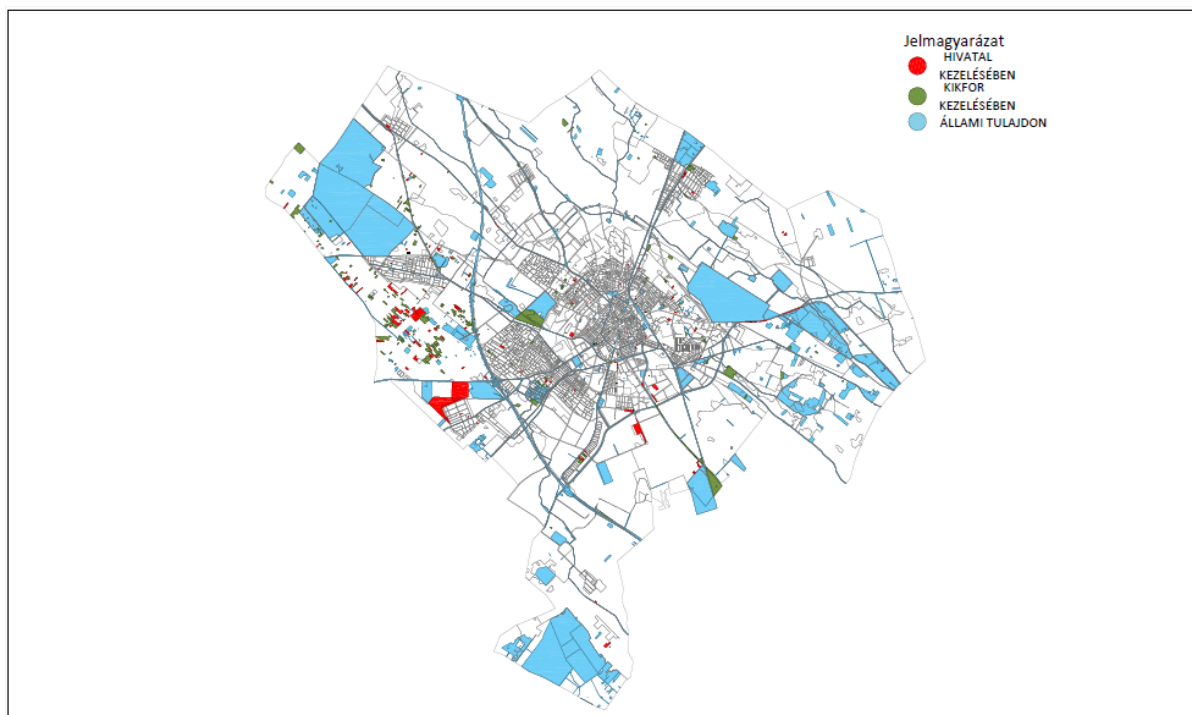 Jelmagyarázat
HIVATAL
KEZELÉSÉBEN
KIKFOR
KEZELÉSÉBEN
ÁLLAMI TULAJDON